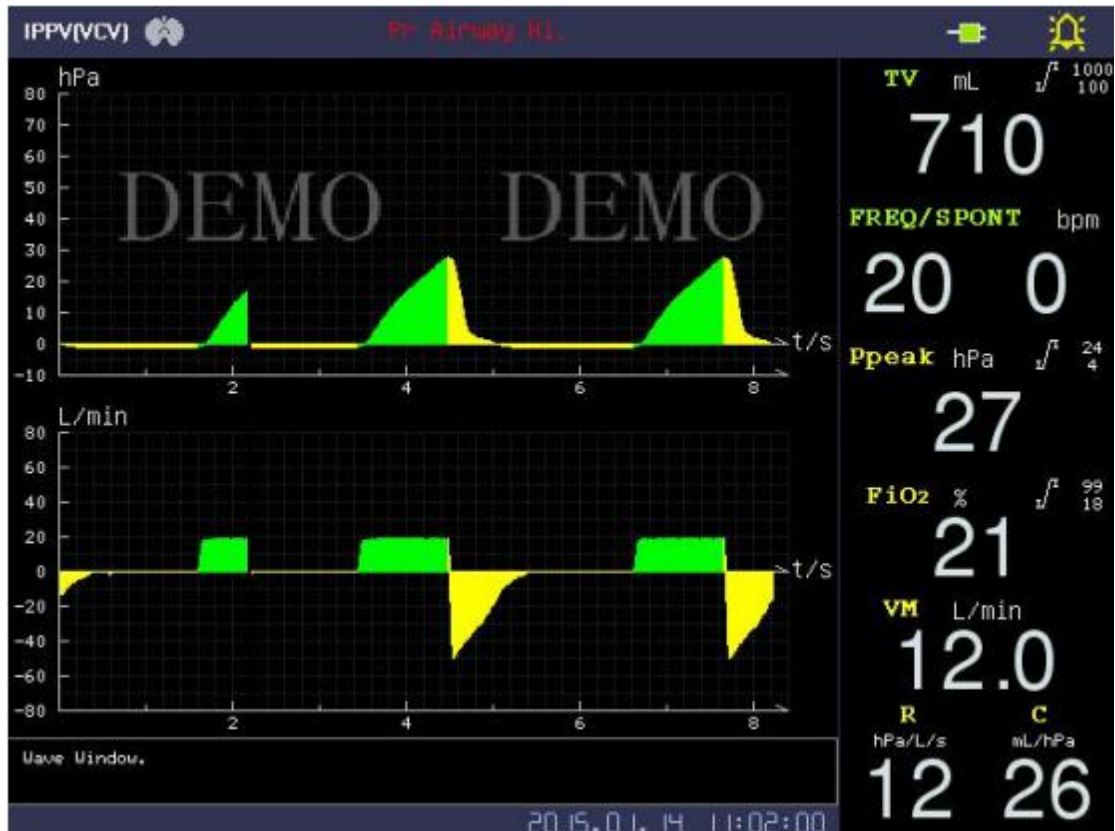 IPPV(VCV)
Pr Airway Hi.
hPa
80
70
60
50
40
30
20
10
0
-10
DEMO DEMO
t/s
2 4 6 8
L/min
80
60
40
20
0
-20
-40
-60
-80
t/s
2 4 6 8
Wave Window.
2015.01.14 11:02:00
TV mL 1000
100
710
FREQ/SPONT bpm
20 0
Ppeak hPa 24
4
27
FiO2 % 99
18
21
VM L/min
12.0
R C
hPa/L/s mL/hPa
12 26